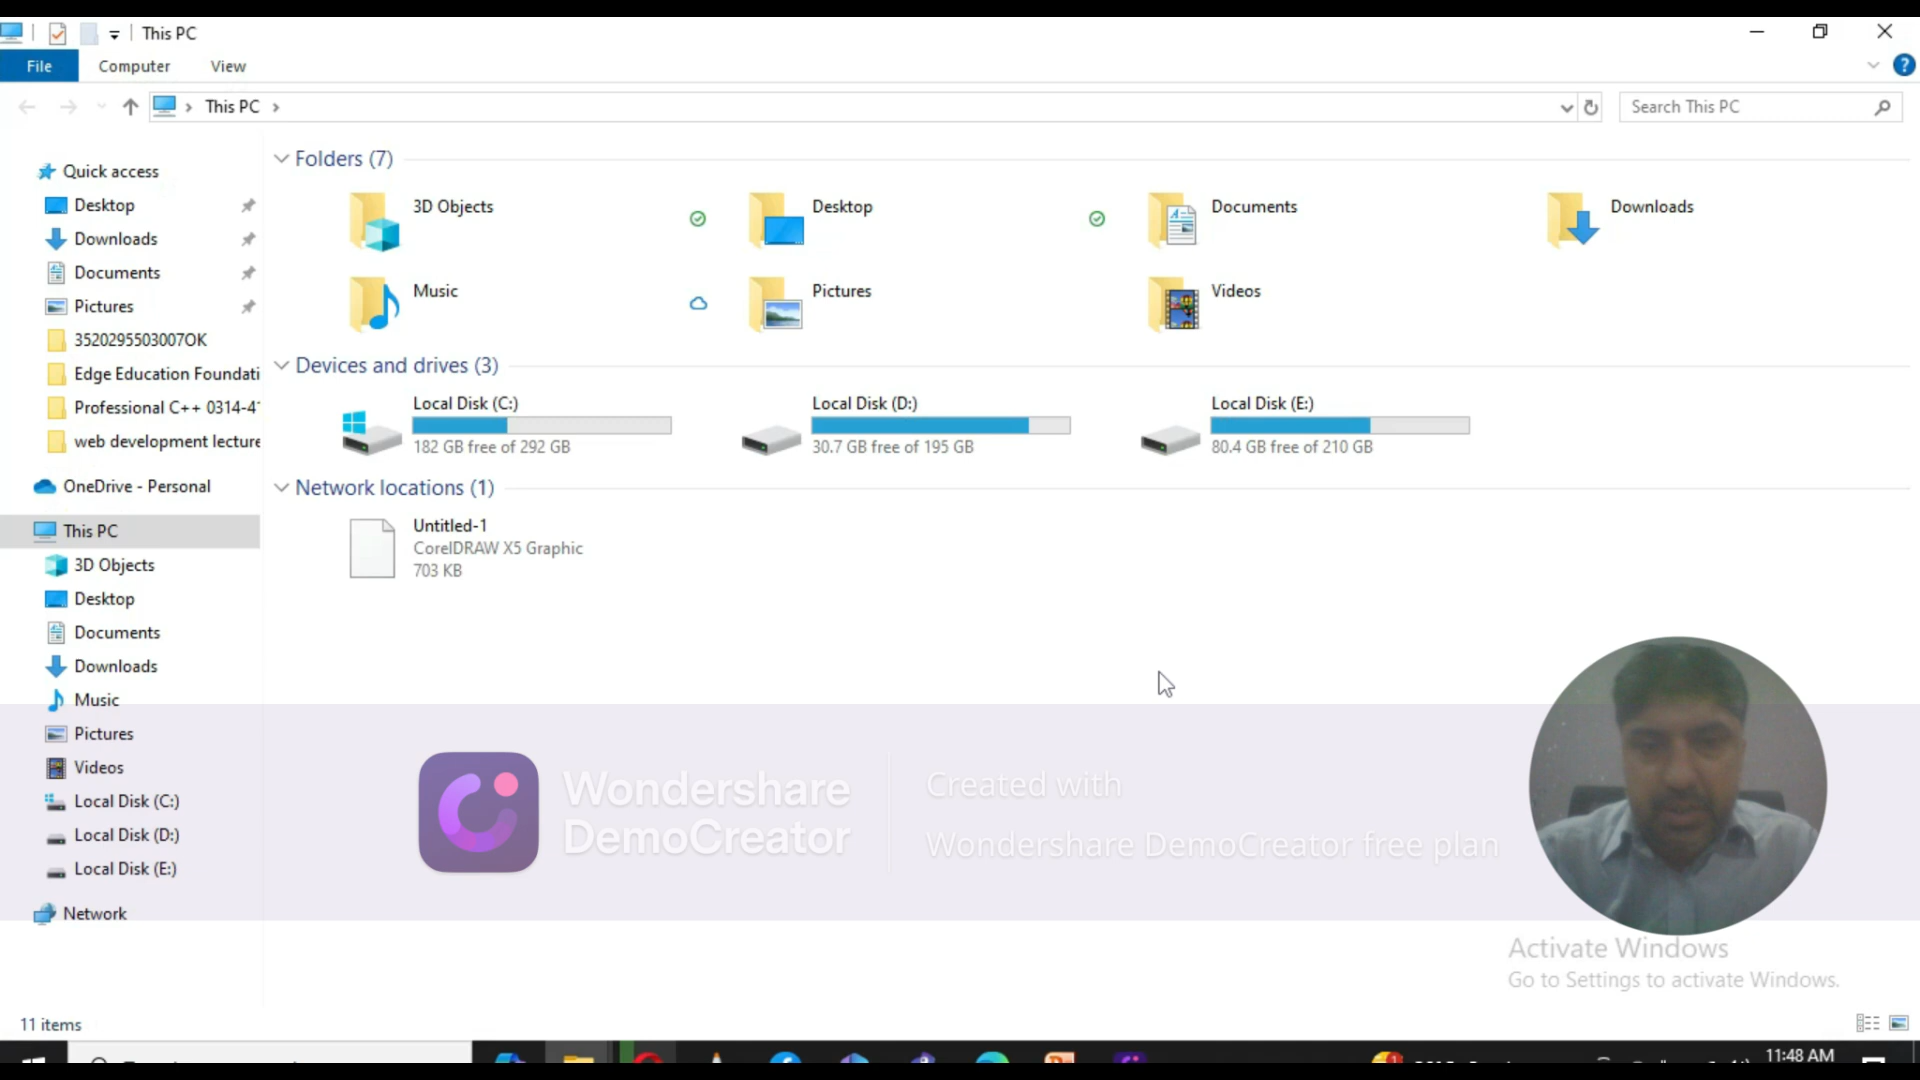 This PC
File Computer View
This PC
Search This PC
Quick access
Desktop
Downloads
Documents
Pictures
3520295503007OK
Edge Education Foundati
Professional C++ 0314-4
web development lecture
OneDrive - Personal
This PC
3D Objects
Desktop
Documents
Downloads
Music
Pictures
Videos
Local Disk (C:)
Local Disk (D:)
Local Disk (E:)
Network
Folders (7)
3D Objects
Desktop
Documents
Downloads
Music
Pictures
Videos
Devices and drives (3)
Local Disk (C:)
182 GB free of 292 GB
Local Disk (D:)
30.7 GB free of 195 GB
Local Disk (E:)
80.4 GB free of 210 GB
Network locations (1)
Untitled-1
CorelDRAW X5 Graphic
703 KB
Wondershare
DemoCreator
Created with
Wondershare DemoCreator free plan
Activate Windows
Go to Settings to activate Windows.
11 items
11:48 AM